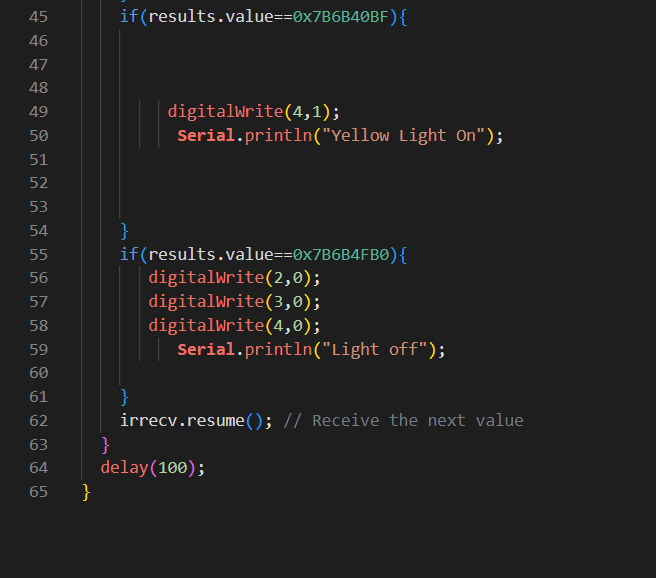 45 if(results.value==0x7B6B40BF){
46
47
48
49 digitalWrite(4,1);
50 Serial.println("Yellow Light On");
51
52
53
54 }
55 if(results.value==0x7B6B4FB0){
56 digitalWrite(2,0);
57 digitalWrite(3,0);
58 digitalWrite(4,0);
59 Serial.println("Light off");
60
61 }
62 irrecv.resume(); // Receive the next value
63 }
64 delay(100);
65 }